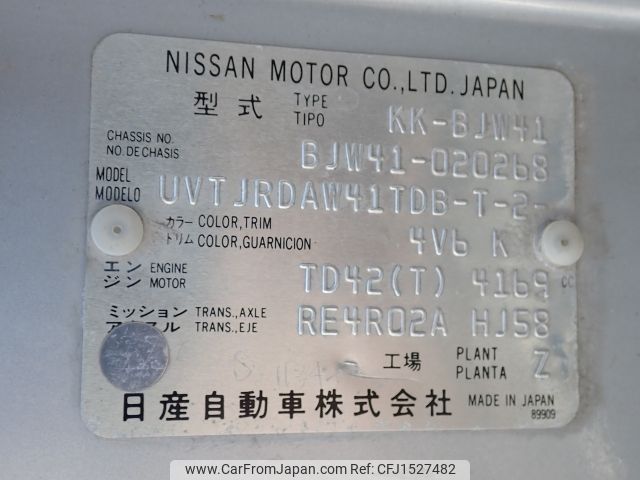 NISSAN MOTOR CO.,LTD. JAPAN
型式 TYPE TIPO KK-BJW41
CHASSIS NO. NO. DE CHASIS BJW41-020268
MODEL MODELO UVTJRDAW41TDB-T-2-
カラー COLOR,TRIM
トリム COLOR,GUARNICION 4V6 K
エンジン ENGINE MOTOR TD42(T) 4169 CC
ミッション TRANS.,AXLE
アクスル TRANS.,EJE RE4R02A HJ58
工場 PLANT PLANTA Z
日産自動車株式会社 MADE IN JAPAN
89909
www.CarFromJapan.com - CFJ1527482